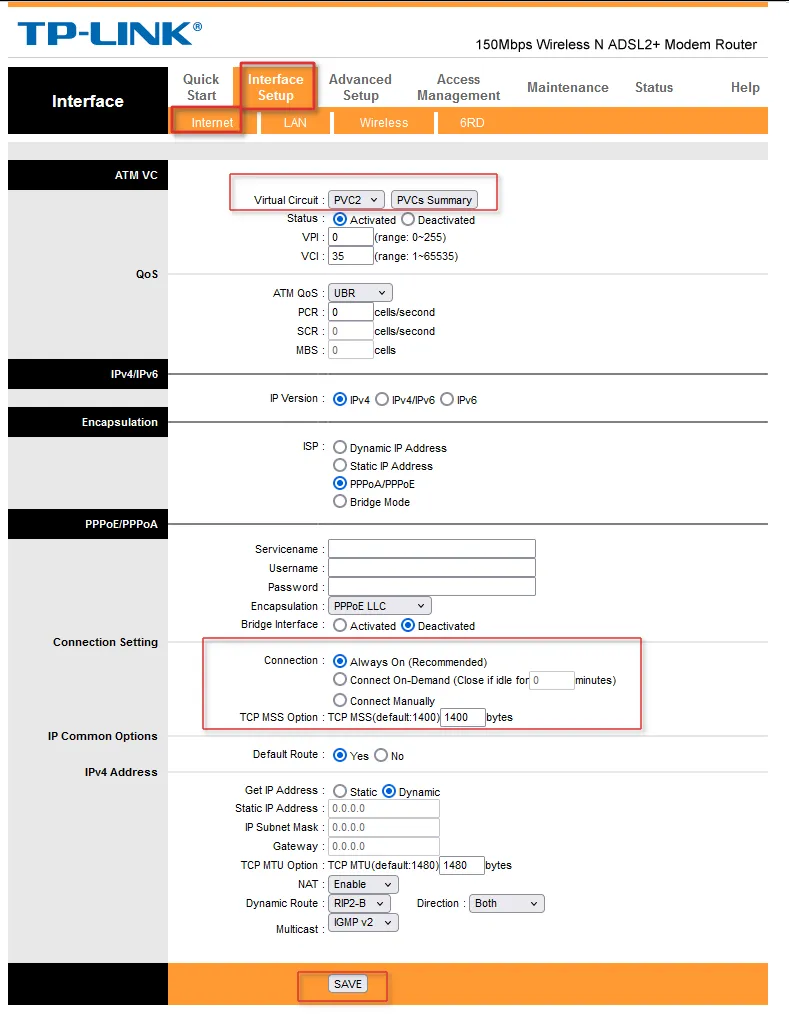 TP-LINK®
150Mbps Wireless N ADSL2+ Modem Router
Interface
Quick Start
Interface Setup
Advanced Setup
Access Management
Maintenance
Status
Help
Internet
LAN
Wireless
6RD
ATM VC
Virtual Circuit : PVC2 PVCs Summary
Status : Activated Deactivated
VPI : 0 (range: 0~255)
VCI : 35 (range: 1~65535)
QoS
ATM QoS : UBR
PCR : 0 cells/second
SCR : 0 cells/second
MBS : 0 cells
IPv4/IPv6
IP Version : IPv4 IPv4/IPv6 IPv6
Encapsulation
ISP : Dynamic IP Address
Static IP Address
PPPoA/PPPoE
Bridge Mode
PPPoE/PPPoA
Servicename :
Username :
Password :
Encapsulation : PPPoE LLC
Bridge Interface : Activated Deactivated
Connection Setting
Connection : Always On (Recommended)
Connect On-Demand (Close if idle for 0 minutes)
Connect Manually
TCP MSS Option : TCP MSS(default:1400) 1400 bytes
IP Common Options
Default Route : Yes No
IPv4 Address
Get IP Address : Static Dynamic
Static IP Address : 0.0.0.0
IP Subnet Mask : 0.0.0.0
Gateway : 0.0.0.0
TCP MTU Option : TCP MTU(default:1480) 1480 bytes
NAT : Enable
Dynamic Route : RIP2-B Direction : Both
Multicast : IGMP v2
SAVE